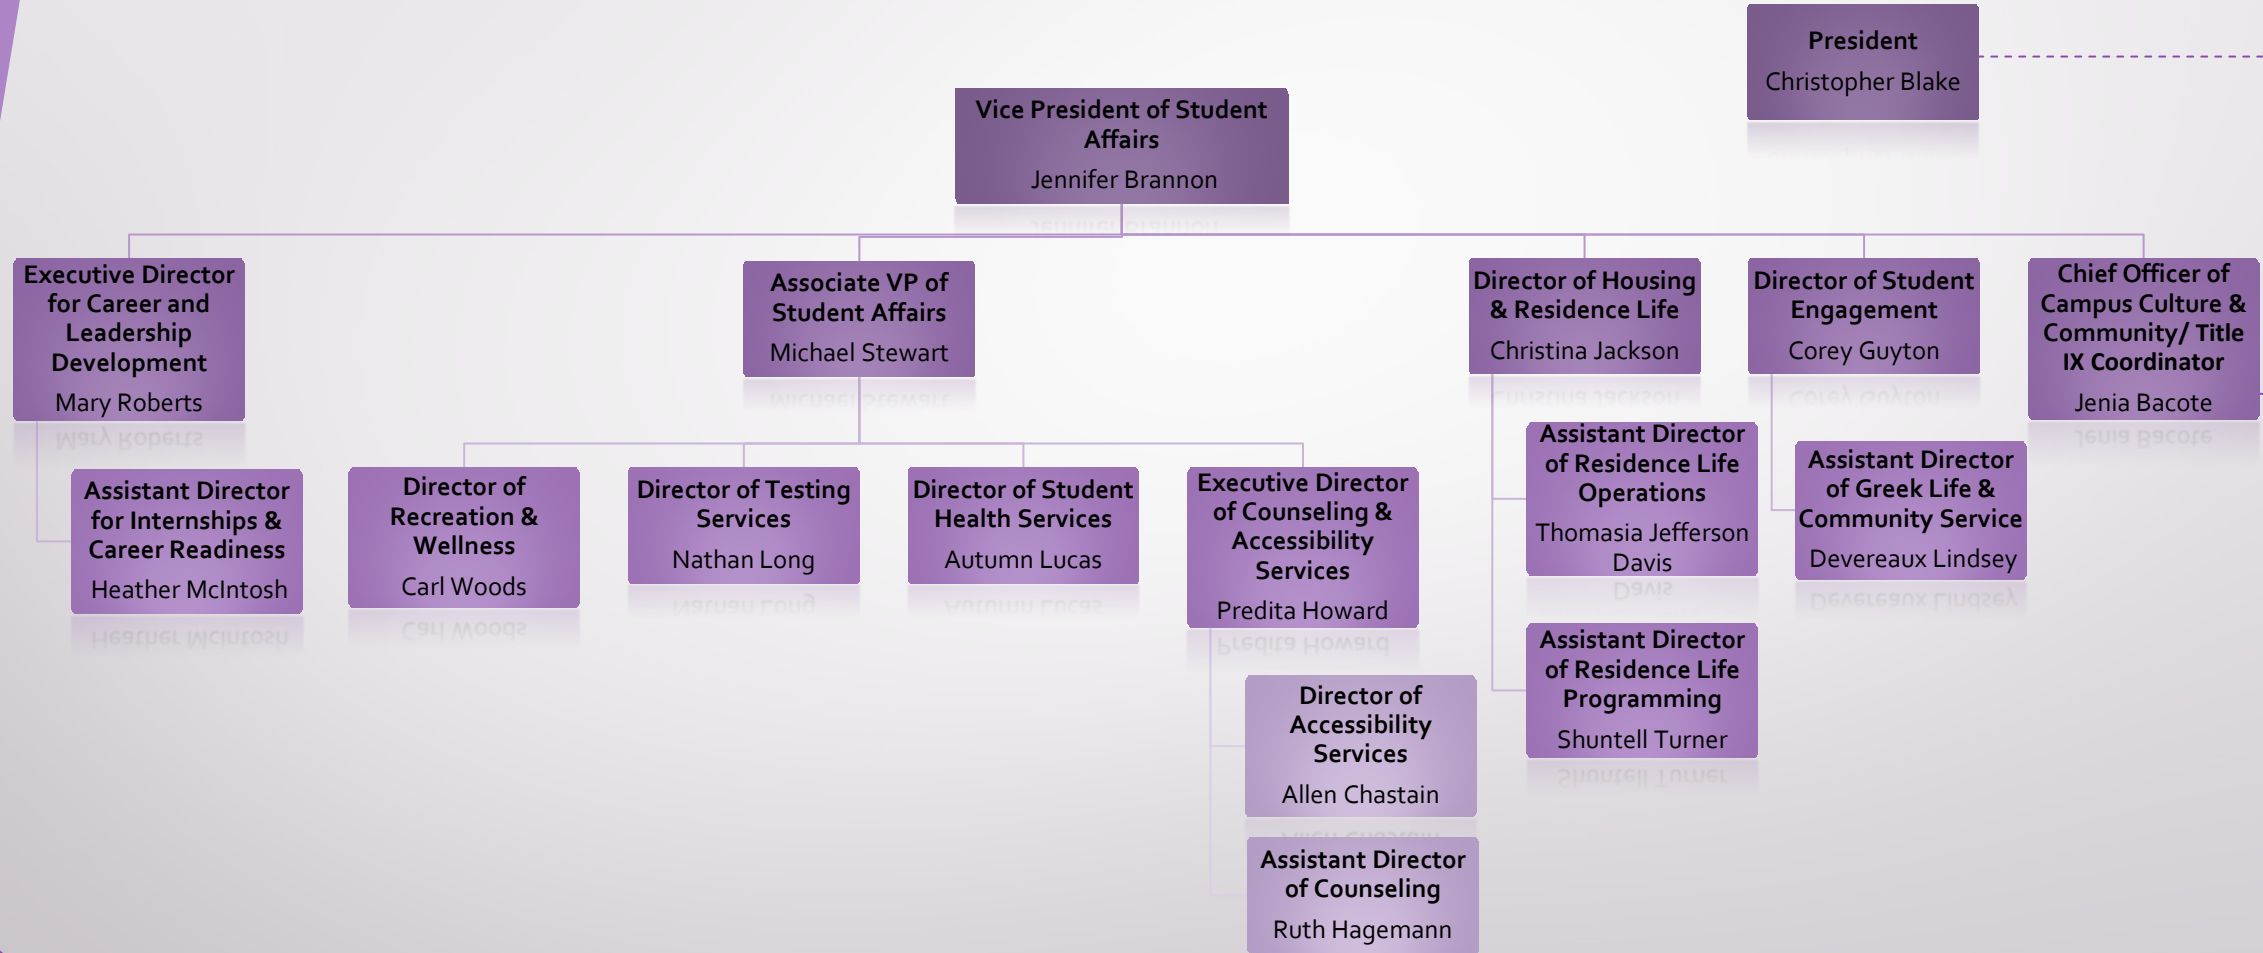 President
Christopher Blake
Vice President of Student
Affairs
Jennifer Brannon
Executive Director
for Career and
Leadership
Development
Mary Roberts
Associate VP of
Student Affairs
Michael Stewart
Director of Housing
& Residence Life
Christina Jackson
Director of Student
Engagement
Corey Guyton
Chief Officer of
Campus Culture &
Community/ Title
IX Coordinator
Jenia Bacote
Assistant Director
for Internships &
Career Readiness
Heather McIntosh
Director of
Recreation &
Wellness
Carl Woods
Director of Testing
Services
Nathan Long
Director of Student
Health Services
Autumn Lucas
Executive Director
of Counseling &
Accessibility
Services
Predita Howard
Assistant Director
of Residence Life
Operations
Thomasia Jefferson
Davis
Assistant Director
of Greek Life &
Community Service
Devereaux Lindsey
Assistant Director
of Residence Life
Programming
Shuntell Turner
Director of
Accessibility
Services
Allen Chastain
Assistant Director
of Counseling
Ruth Hagemann